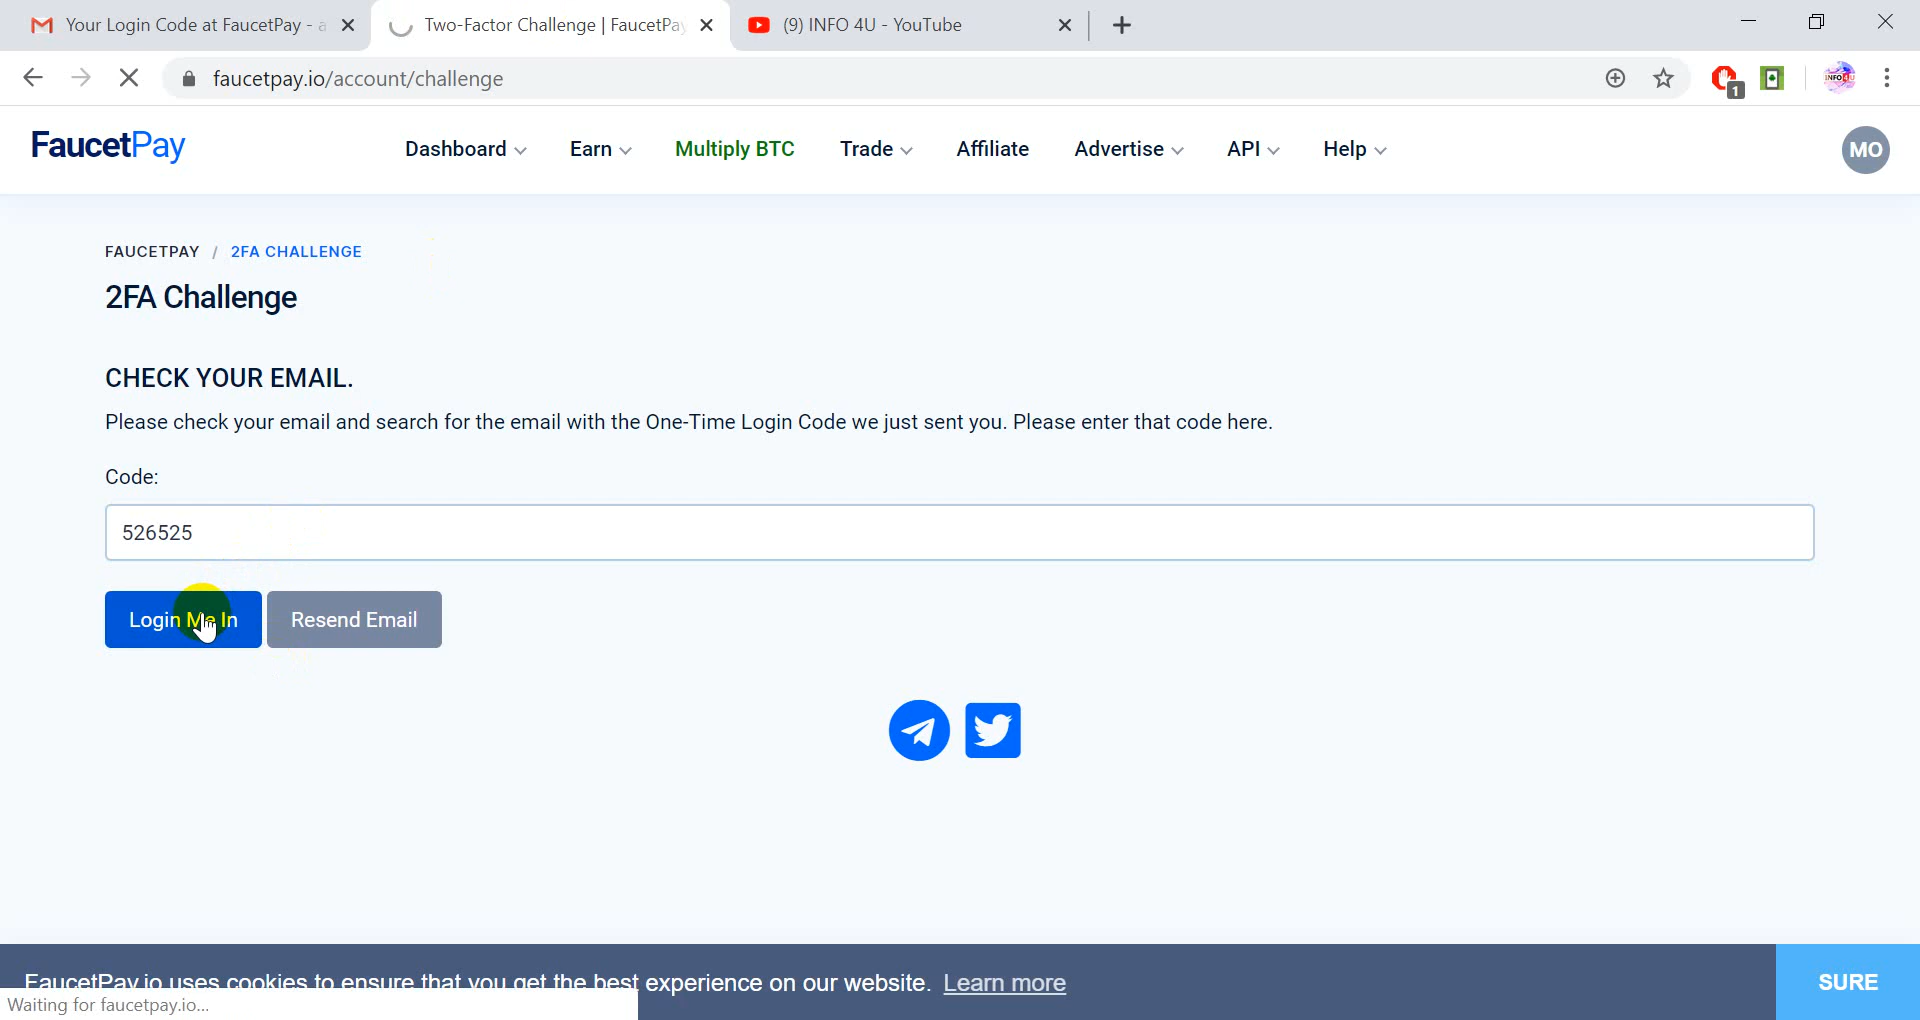 Your Login Code at FaucetPay - a
Two-Factor Challenge | FaucetPay
(9) INFO 4U - YouTube
faucetpay.io/account/challenge
1
INFO4U
FaucetPay
Dashboard
Earn
Multiply BTC
Trade
Affiliate
Advertise
API
Help
MO
FAUCETPAY / 2FA CHALLENGE
2FA Challenge
CHECK YOUR EMAIL.
Please check your email and search for the email with the One-Time Login Code we just sent you. Please enter that code here.
Code:
526525
Login Me In
Resend Email
FaucetPay.io uses cookies to ensure that you get the best experience on our website. Learn more
SURE
Waiting for faucetpay.io...